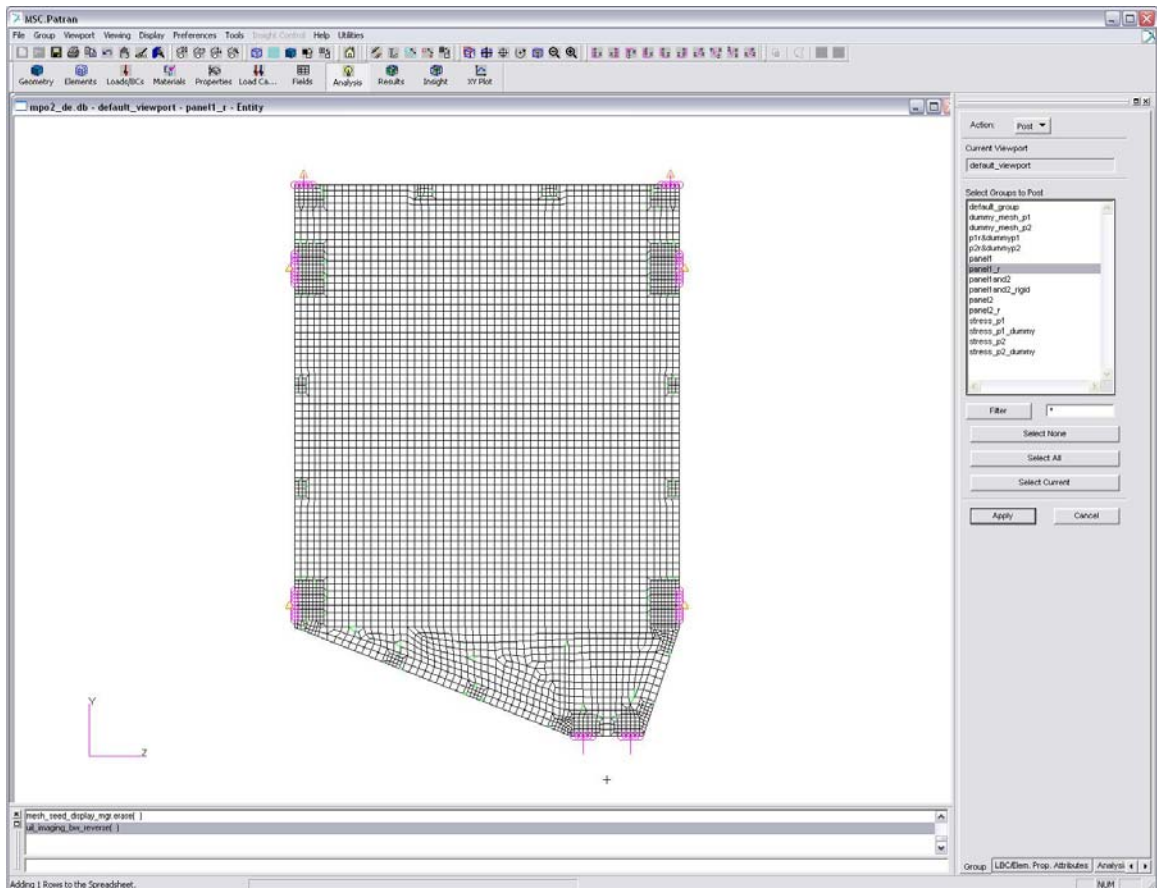 MSC.Patran
File Group Viewport Viewing Display Preferences Tools Insight Control Help Utilities
Geometry Elements Loads/BCs Materials Properties Load Ca... Fields Analysis Results Insight XY Plot
mpo2_de.db - default_viewport - panel1_r - Entity
Action: Post
Current Viewport
default_viewport
Select Groups to Post
default_group
dummy_mesh_p1
dummy_mesh_p2
p1r&dummyp1
p2r&dummyp2
panel1
panel1_r
panel1and2
panel1and2_rigid
panel2
panel2_r
stress_p1
stress_p1_dummy
stress_p2
stress_p2_dummy
Filter *
Select None
Select All
Select Current
Apply Cancel
Y
Z
mesh_seed_display_mgr.erase( )
uil_imaging_bw_reverse( )
Group LBC/Elem. Prop. Attributes Analysi
Adding 1 Rows to the Spreadsheet. NUM